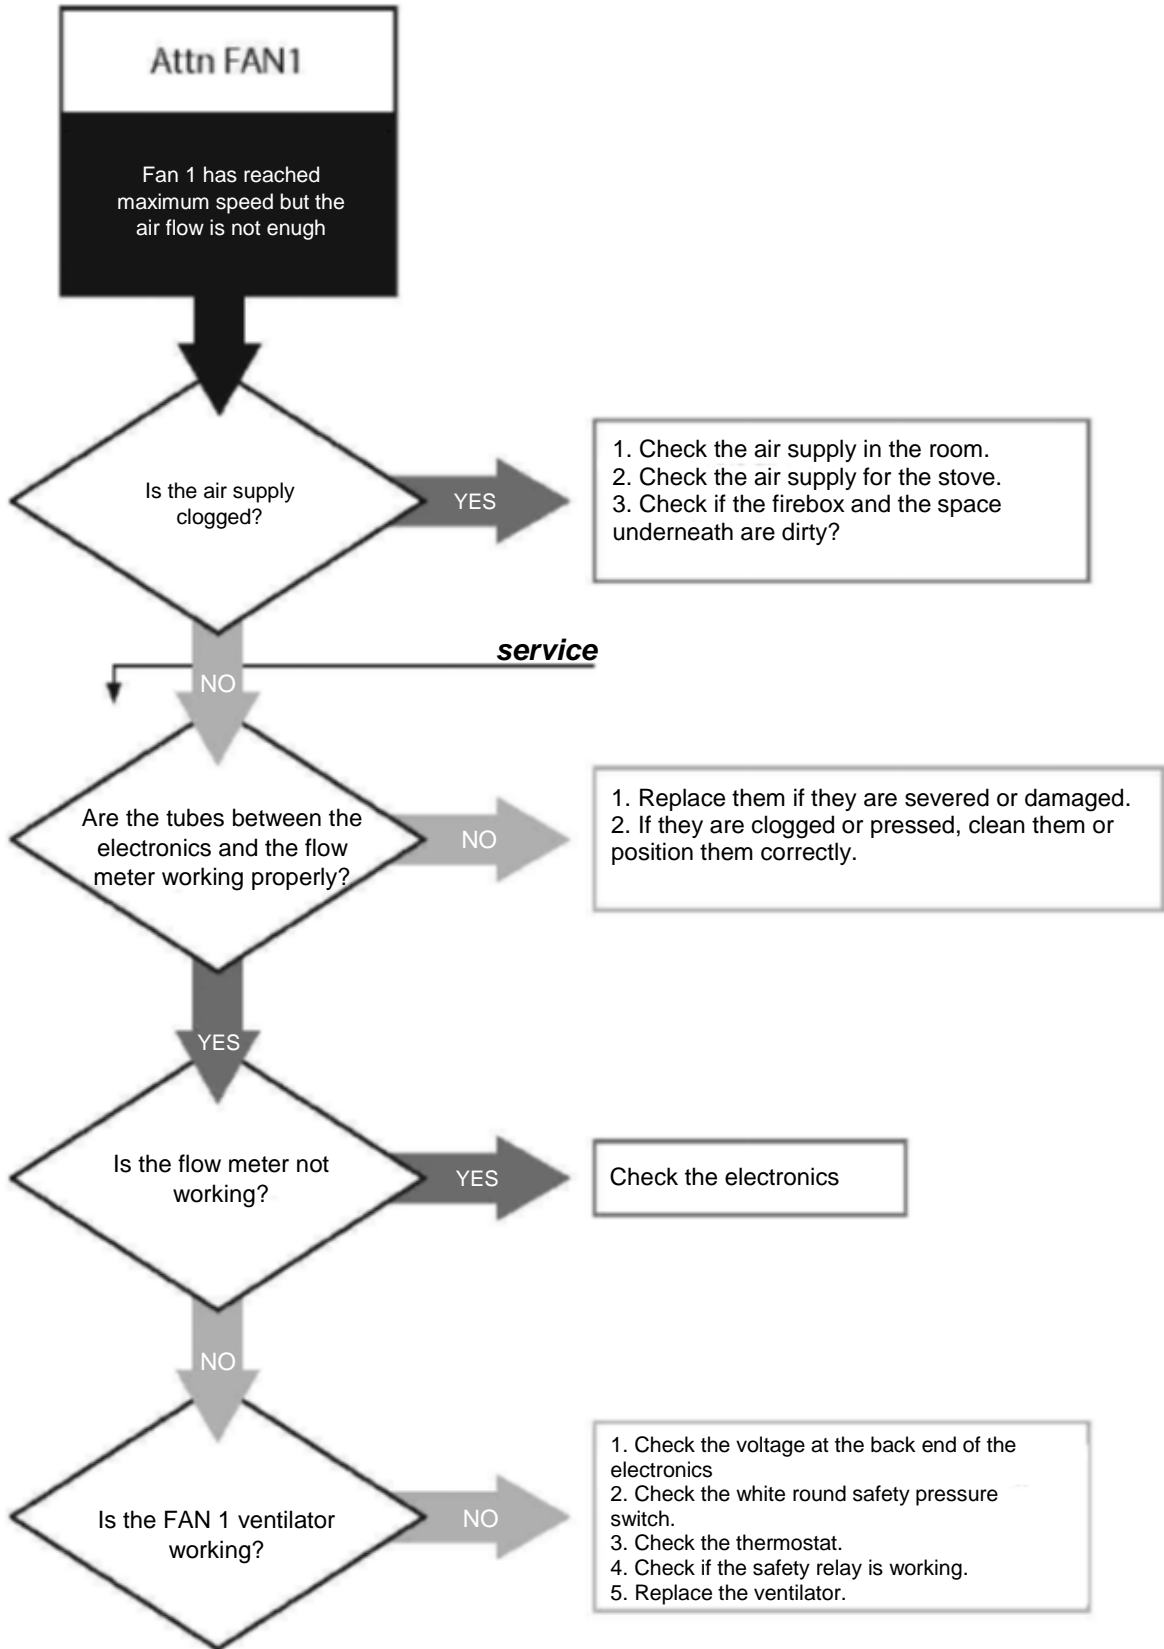 Attn FAN1
Fan 1 has reached
maximum speed but the
air flow is not enugh
Is the air supply
clogged?
YES
1. Check the air supply in the room.
2. Check the air supply for the stove.
3. Check if the firebox and the space
underneath are dirty?
service
NO
Are the tubes between the
electronics and the flow
meter working properly?
NO
1. Replace them if they are severed or damaged.
2. If they are clogged or pressed, clean them or
position them correctly.
YES
Is the flow meter not
working?
YES
Check the electronics
NO
Is the FAN 1 ventilator
working?
NO
1. Check the voltage at the back end of the
electronics
2. Check the white round safety pressure
switch.
3. Check the thermostat.
4. Check if the safety relay is working.
5. Replace the ventilator.